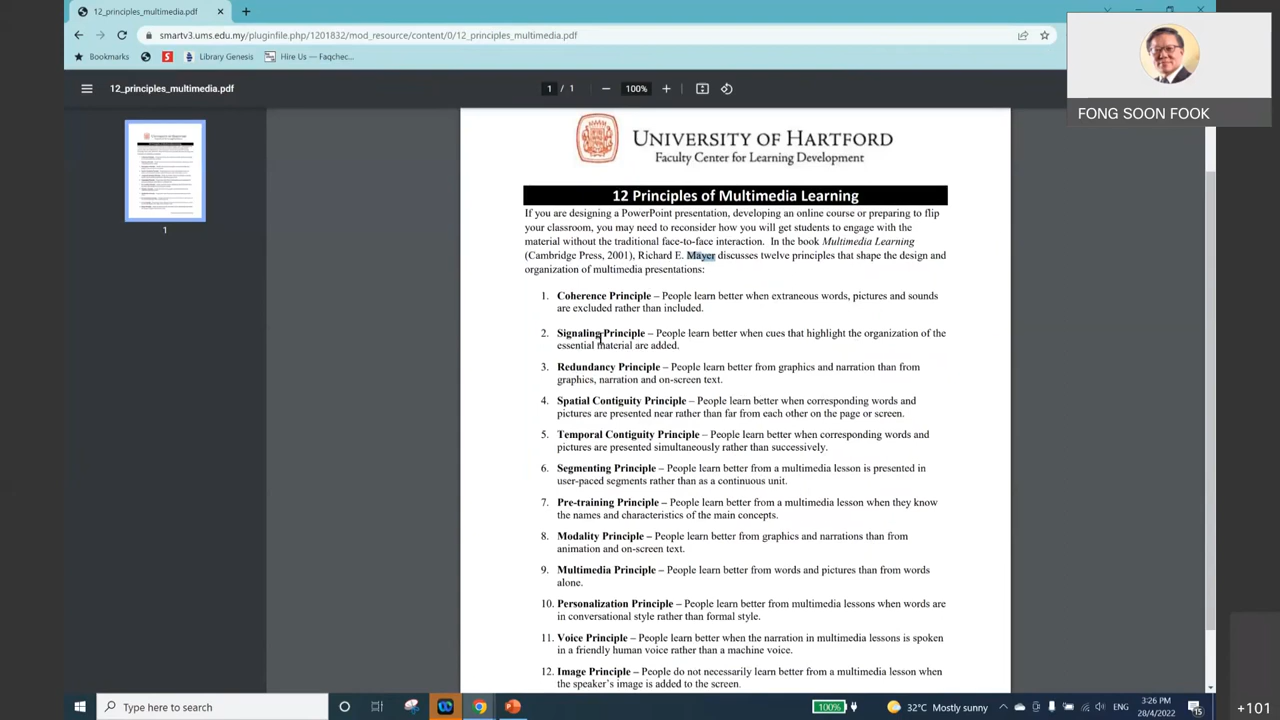 12_principles_multimedia.pdf
smartv3.ums.edu.my/pluginfile.php/1201832/mod_resource/content/0/12_principles_multimedia.pdf
Bookmarks
S
Library Genesis
Hire Us — Faqchec...
12_principles_multimedia.pdf
1 / 1
100%
FONG SOON FOOK
1
UNIVERSITY OF HARTFORD
Faculty Center for Learning Development
12 Principles of Multimedia Learning
If you are designing a PowerPoint presentation, developing an online course or preparing to flip
your classroom, you may need to reconsider how you will get students to engage with the
material without the traditional face-to-face interaction. In the book Multimedia Learning
(Cambridge Press, 2001), Richard E. Mayer discusses twelve principles that shape the design and
organization of multimedia presentations:
1. Coherence Principle – People learn better when extraneous words, pictures and sounds
are excluded rather than included.
2. Signaling Principle – People learn better when cues that highlight the organization of the
essential material are added.
3. Redundancy Principle – People learn better from graphics and narration than from
graphics, narration and on-screen text.
4. Spatial Contiguity Principle – People learn better when corresponding words and
pictures are presented near rather than far from each other on the page or screen.
5. Temporal Contiguity Principle – People learn better when corresponding words and
pictures are presented simultaneously rather than successively.
6. Segmenting Principle – People learn better from a multimedia lesson is presented in
user-paced segments rather than as a continuous unit.
7. Pre-training Principle – People learn better from a multimedia lesson when they know
the names and characteristics of the main concepts.
8. Modality Principle – People learn better from graphics and narrations than from
animation and on-screen text.
9. Multimedia Principle – People learn better from words and pictures than from words
alone.
10. Personalization Principle – People learn better from multimedia lessons when words are
in conversational style rather than formal style.
11. Voice Principle – People learn better when the narration in multimedia lessons is spoken
in a friendly human voice rather than a machine voice.
12. Image Principle – People do not necessarily learn better from a multimedia lesson when
the speaker's image is added to the screen.
Type here to search
100%
32°C Mostly sunny
3:26 PM
28/4/2022
15
+101